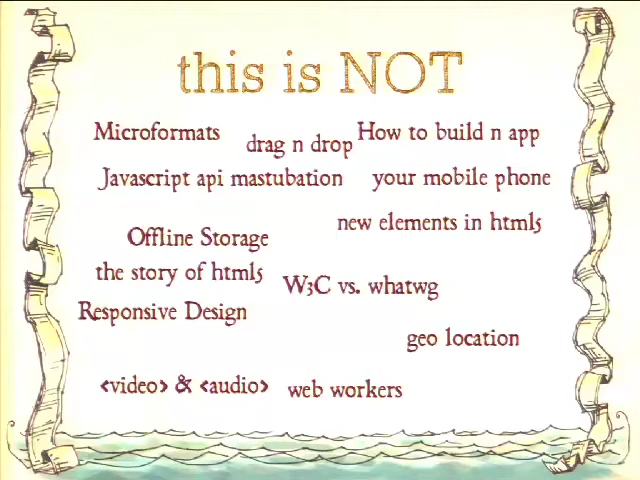 this is NOT
Microformats
drag n drop
How to build n app
Javascript api mastubation
your mobile phone
new elements in html5
Offline Storage
the story of html5
W3C vs. whatwg
Responsive Design
geo location
<video> & <audio>
web workers